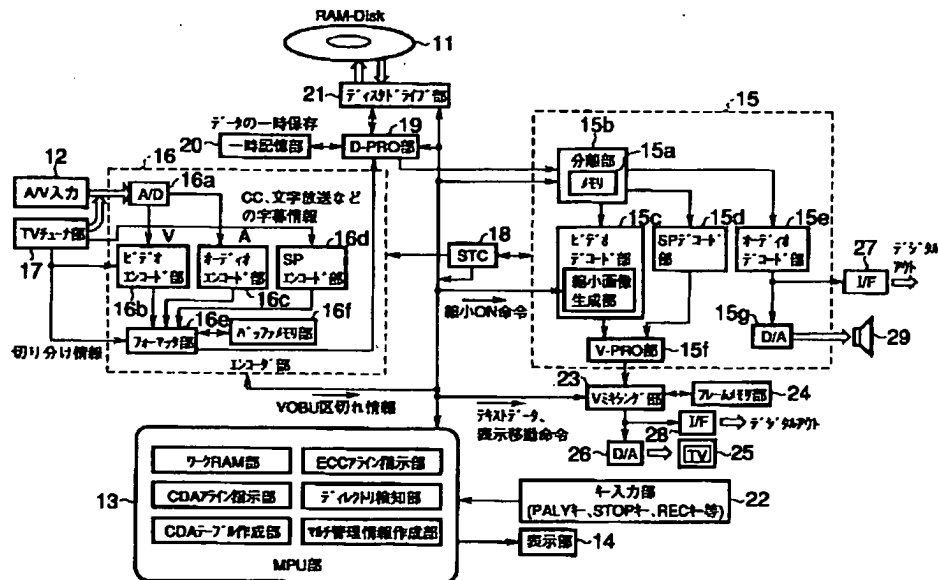 RAM-Disk
11
21
ディスクドライブ部
データの一時保存
19
15
20
一時記憶部
D-PRO部
15b
分離部
15a
メモリ
12
16
A/V入力
A/D
16a
CC、文字放送など
の字幕情報
TVチューナ部
17
V
A
16d
15c
15d
15e
ビデオ
エンコード部
オーディオ
エンコード部
SP
エンコード部
16b
16c
18
STC
ビデオ
デコード部
縮小画像
生成部
SPデコード
部
オーディオ
デコード部
27
デジタル
アウト
I/F
縮小ON命令
16e
16f
フォーマッタ部
バッファメモリ部
切り分け情報
エンコーダ部
15g
D/A
29
V-PRO部
15f
VOBU区切れ情報
23
Vミキシング部
フレームメモリ部
24
テキストデータ、
表示移動命令
28
I/F
デジタルアウト
26
D/A
TV
25
13
ワークRAM部
ECCアライン指示部
CDAアライン指示部
ディレクトリ検知部
CDAテーブル作成部
マルチ管理情報作成部
MPU部
キー入力部
(PALYキー、STOPキー、RECキー等)
22
表示部
14